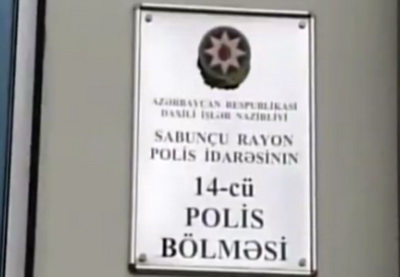 AZƏRBAYCAN RESPUBLİKASI
DAXİLİ İŞLƏR NAZİRLİYİ
SABUNÇU RAYON
POLİS İDARƏSİNİN
14-cü
POLİS
BÖLMƏSİ